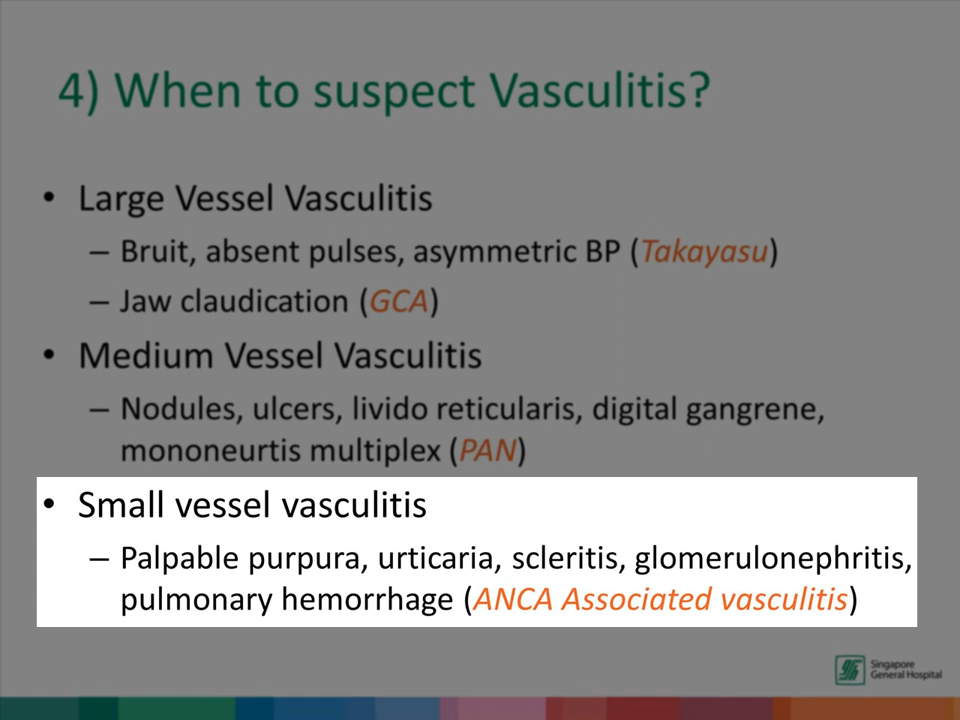 4) When to suspect Vasculitis?
• Large Vessel Vasculitis
– Bruit, absent pulses, asymmetric BP (Takayasu)
– Jaw claudication (GCA)
• Medium Vessel Vasculitis
– Nodules, ulcers, livido reticularis, digital gangrene,
mononeurtis multiplex (PAN)
• Small vessel vasculitis
– Palpable purpura, urticaria, scleritis, glomerulonephritis,
pulmonary hemorrhage (ANCA Associated vasculitis)
Singapore
General Hospital